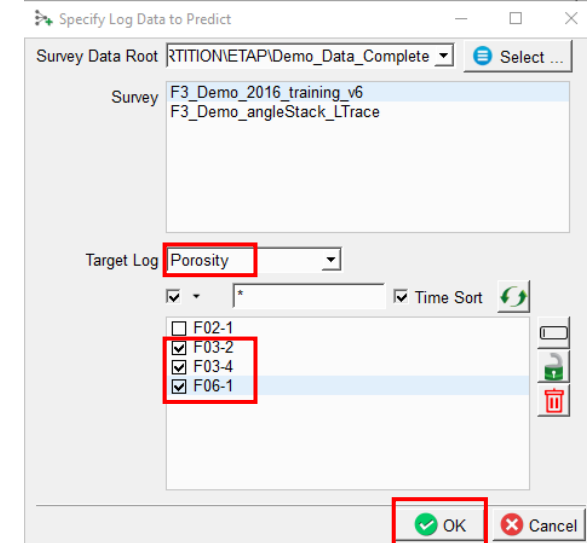 Specify Log Data to Predict
Survey Data Root RTITION\ETAP\Demo_Data_Complete Select ...
Survey F3_Demo_2016_training_v6
F3_Demo_angleStack_LTrace
Target Log Porosity
* Time Sort
F02-1
F03-2
F03-4
F06-1
OK Cancel